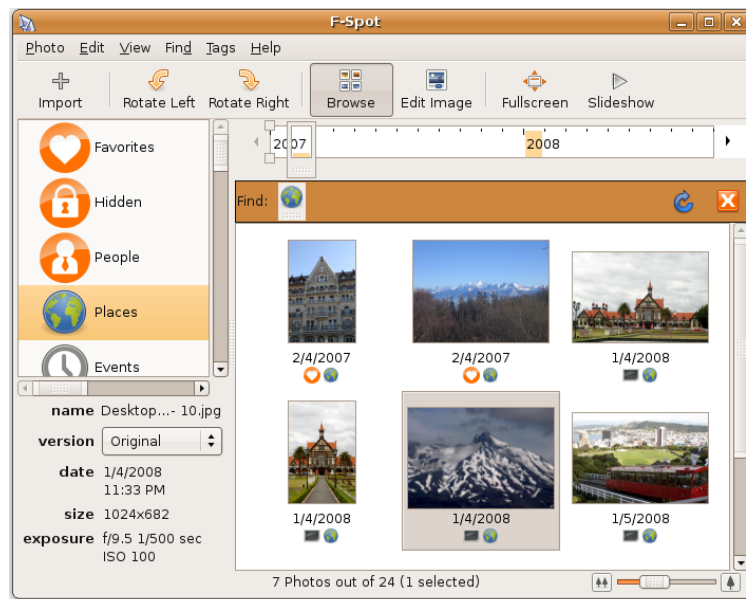 F-Spot
Photo Edit View Find Tags Help
Import Rotate Left Rotate Right Browse Edit Image Fullscreen Slideshow
Favorites
Hidden
People
Places
Events
2007 2008
Find:
2/4/2007 2/4/2007 1/4/2008
1/4/2008 1/4/2008 1/5/2008
name Desktop...- 10.jpg
version Original
date 1/4/2008
11:33 PM
size 1024x682
exposure f/9.5 1/500 sec
ISO 100
7 Photos out of 24 (1 selected)